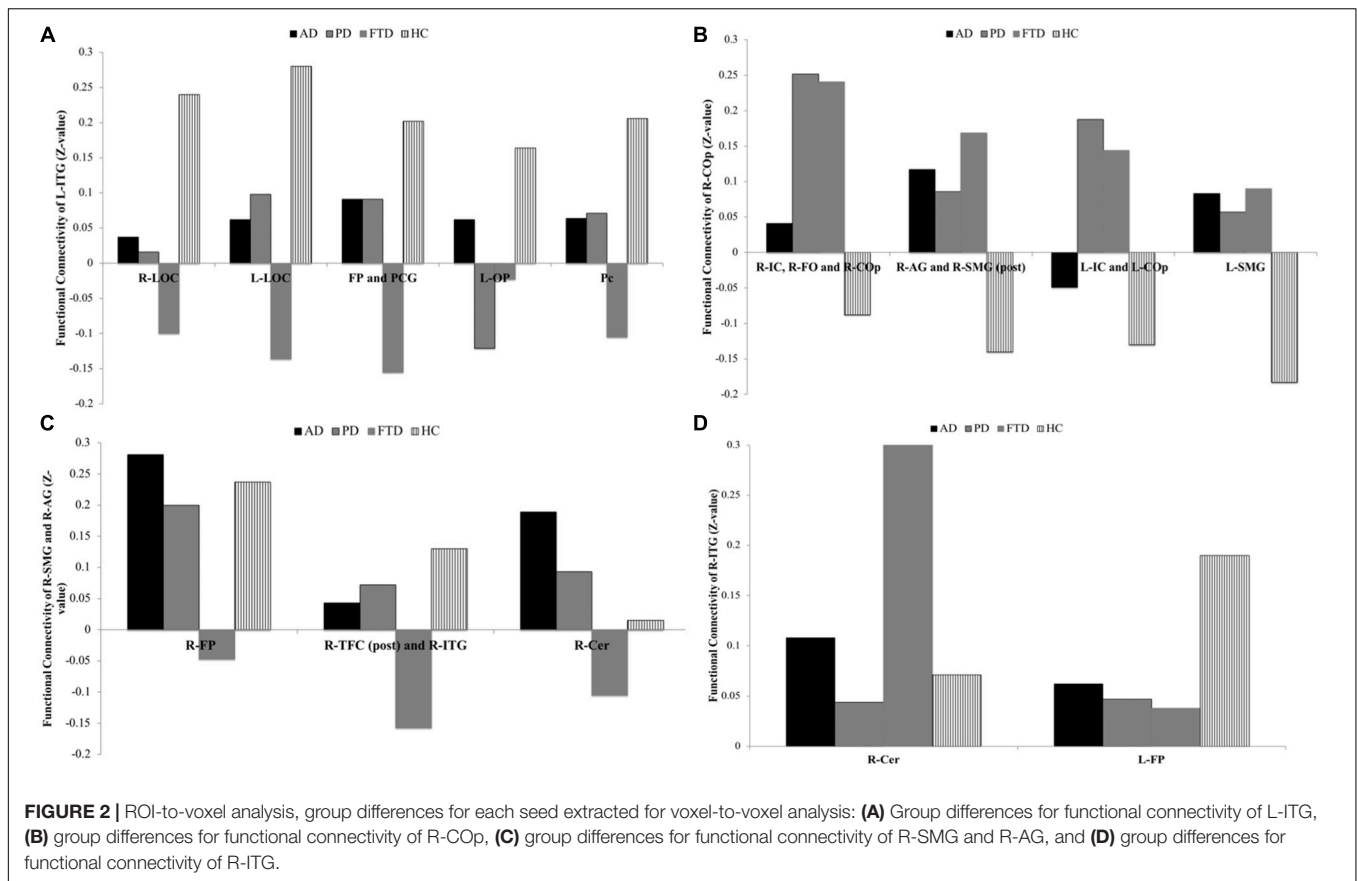 A
AD PD FTD HC
Functional Connectivity of L-ITG (Z-value)
0.3
0.25
0.2
0.15
0.1
0.05
0
-0.05
-0.1
-0.15
-0.2
R-LOC L-LOC FP and PCG L-OP Pc
B
AD PD FTD HC
Functional Connectivity of R-COp (Z-value)
0.3
0.25
0.2
0.15
0.1
0.05
0
-0.05
-0.1
-0.15
-0.2
R-IC, R-FO and R-COp R-AG and R-SMG (post) L-IC and L-COp L-SMG
C
AD PD FTD HC
Functional Connectivity of R-SMG and R-AG (Z-
value)
0.3
0.25
0.2
0.15
0.1
0.05
0
-0.05
-0.1
-0.15
-0.2
R-FP R-TFC (post) and R-ITG R-Cer
D
AD PD FTD HC
Functional Connectivity of R-ITG (Z-value)
0.3
0.25
0.2
0.15
0.1
0.05
0
R-Cer L-FP
FIGURE 2 | ROI-to-voxel analysis, group differences for each seed extracted for voxel-to-voxel analysis: (A) Group differences for functional connectivity of L-ITG,
(B) group differences for functional connectivity of R-COp, (C) group differences for functional connectivity of R-SMG and R-AG, and (D) group differences for
functional connectivity of R-ITG.